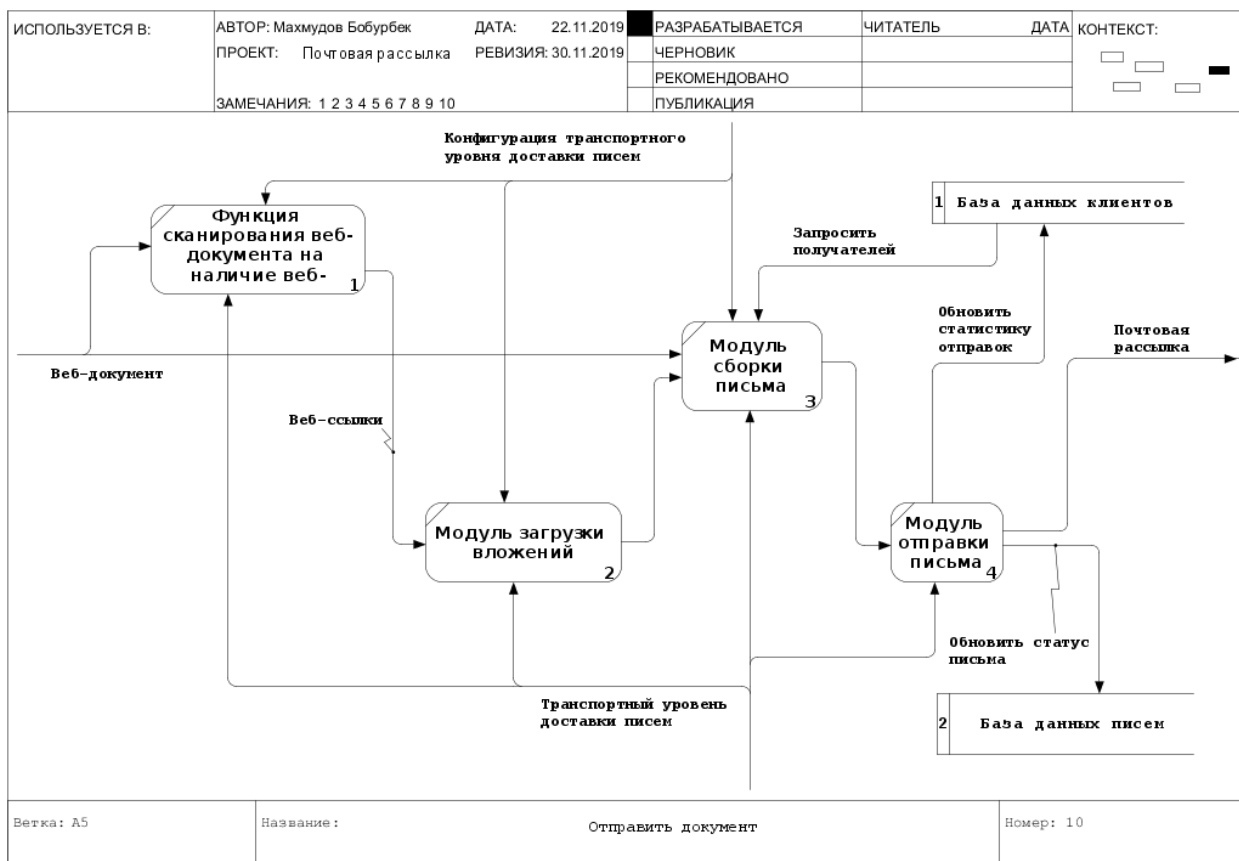 ИСПОЛЬЗУЕТСЯ В:
АВТОР: Махмудов Бобурбек
ДАТА: 22.11.2019
ПРОЕКТ: Почтовая рассылка
РЕВИЗИЯ: 30.11.2019
ЗАМЕЧАНИЯ: 1 2 3 4 5 6 7 8 9 10
РАЗРАБАТЫВАЕТСЯ
ЧЕРНОВИК
РЕКОМЕНДОВАНО
ПУБЛИКАЦИЯ
ЧИТАТЕЛЬ
ДАТА
КОНТЕКСТ:
Конфигурация транспортного
уровня доставки писем
Функция
сканирования веб-
документа на
наличие веб-
1
1
База данных клиентов
Запросить
получателей
Обновить
статистику
отправок
Почтовая
рассылка
Веб-документ
Модуль
сборки
письма
3
Веб-ссылки
Модуль загрузки
вложений
2
Модуль
отправки
письма
4
Обновить статус
письма
Транспортный уровень
доставки писем
2
База данных писем
Ветка: A5
Название:
Отправить документ
Номер: 10